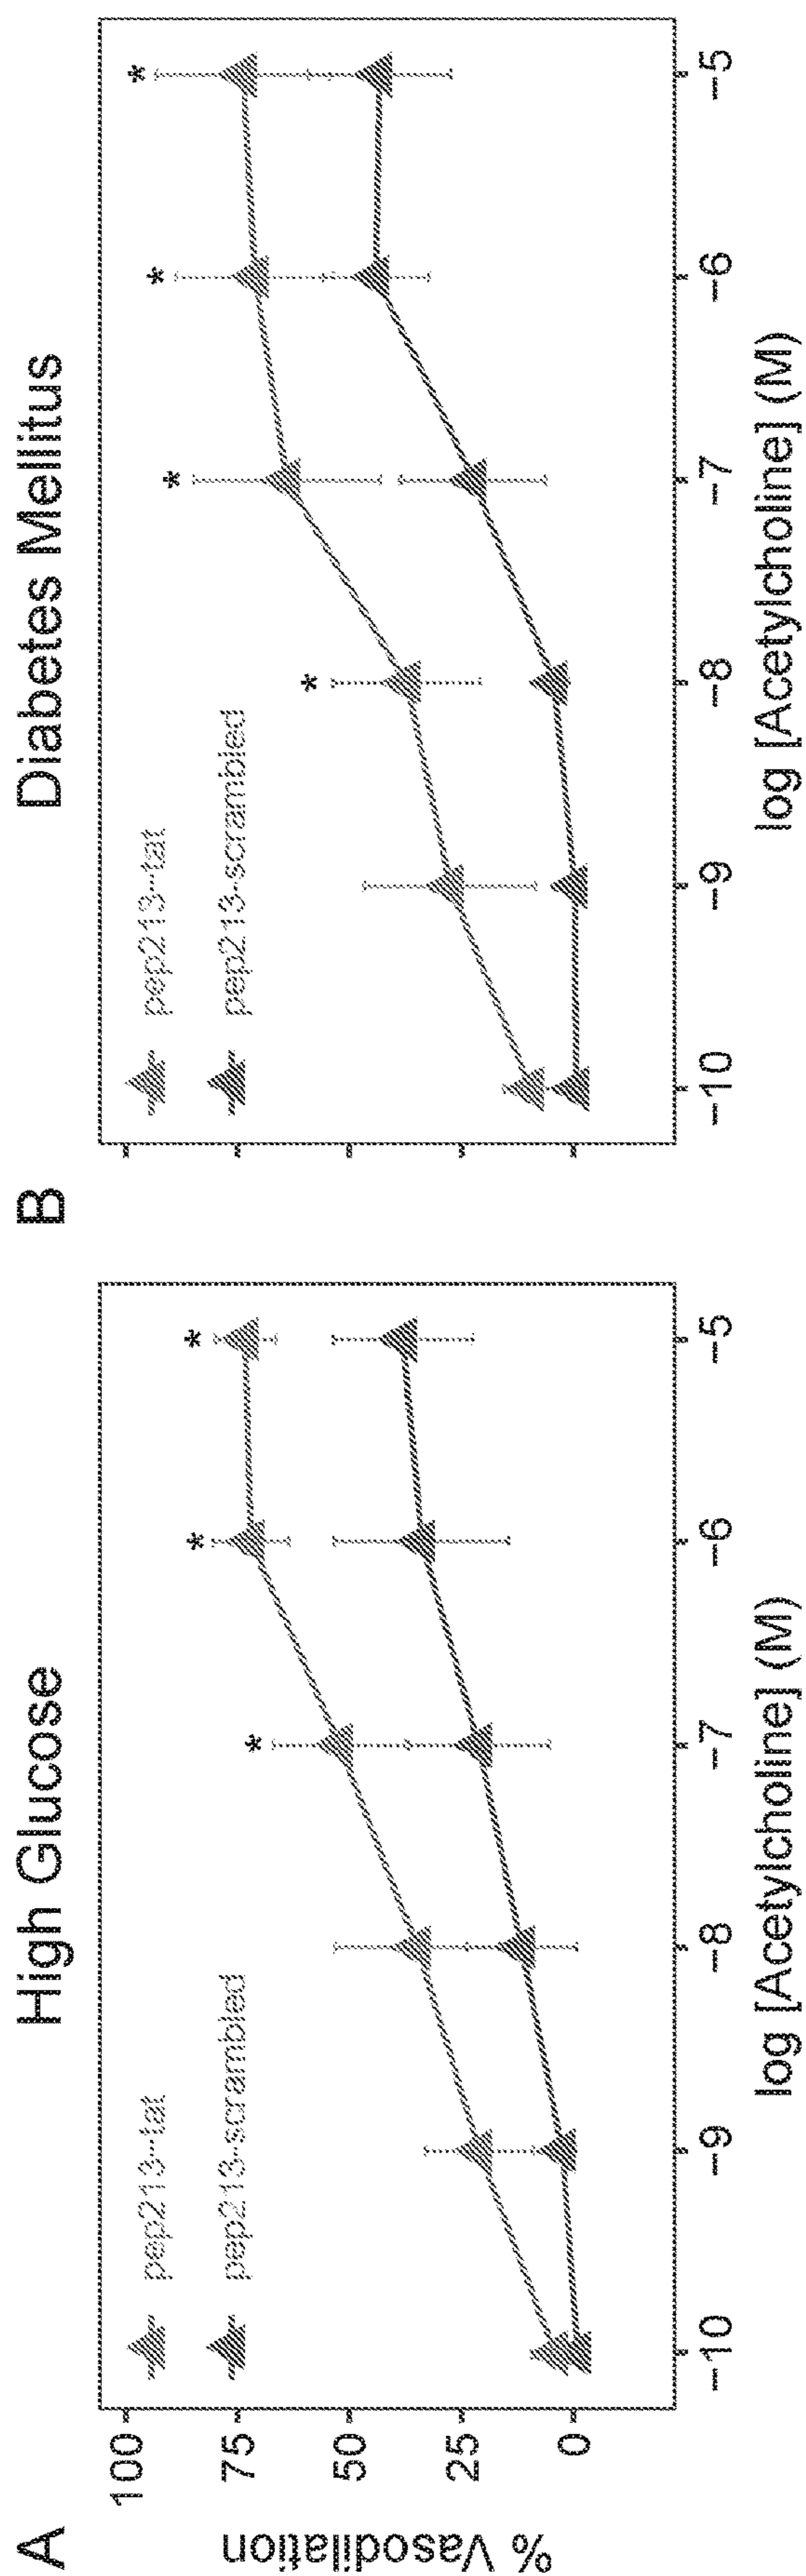 A
High Glucose
% Vasodilation
100
75
50
25
0
pep213-tat
pep213-scrambled
*
*
*
-10
-9
-8
-7
-6
-5
log [Acetylcholine] (M)
B
Diabetes Mellitus
pep213-tat
pep213-scrambled
*
*
*
*
-10
-9
-8
-7
-6
-5
log [Acetylcholine] (M)